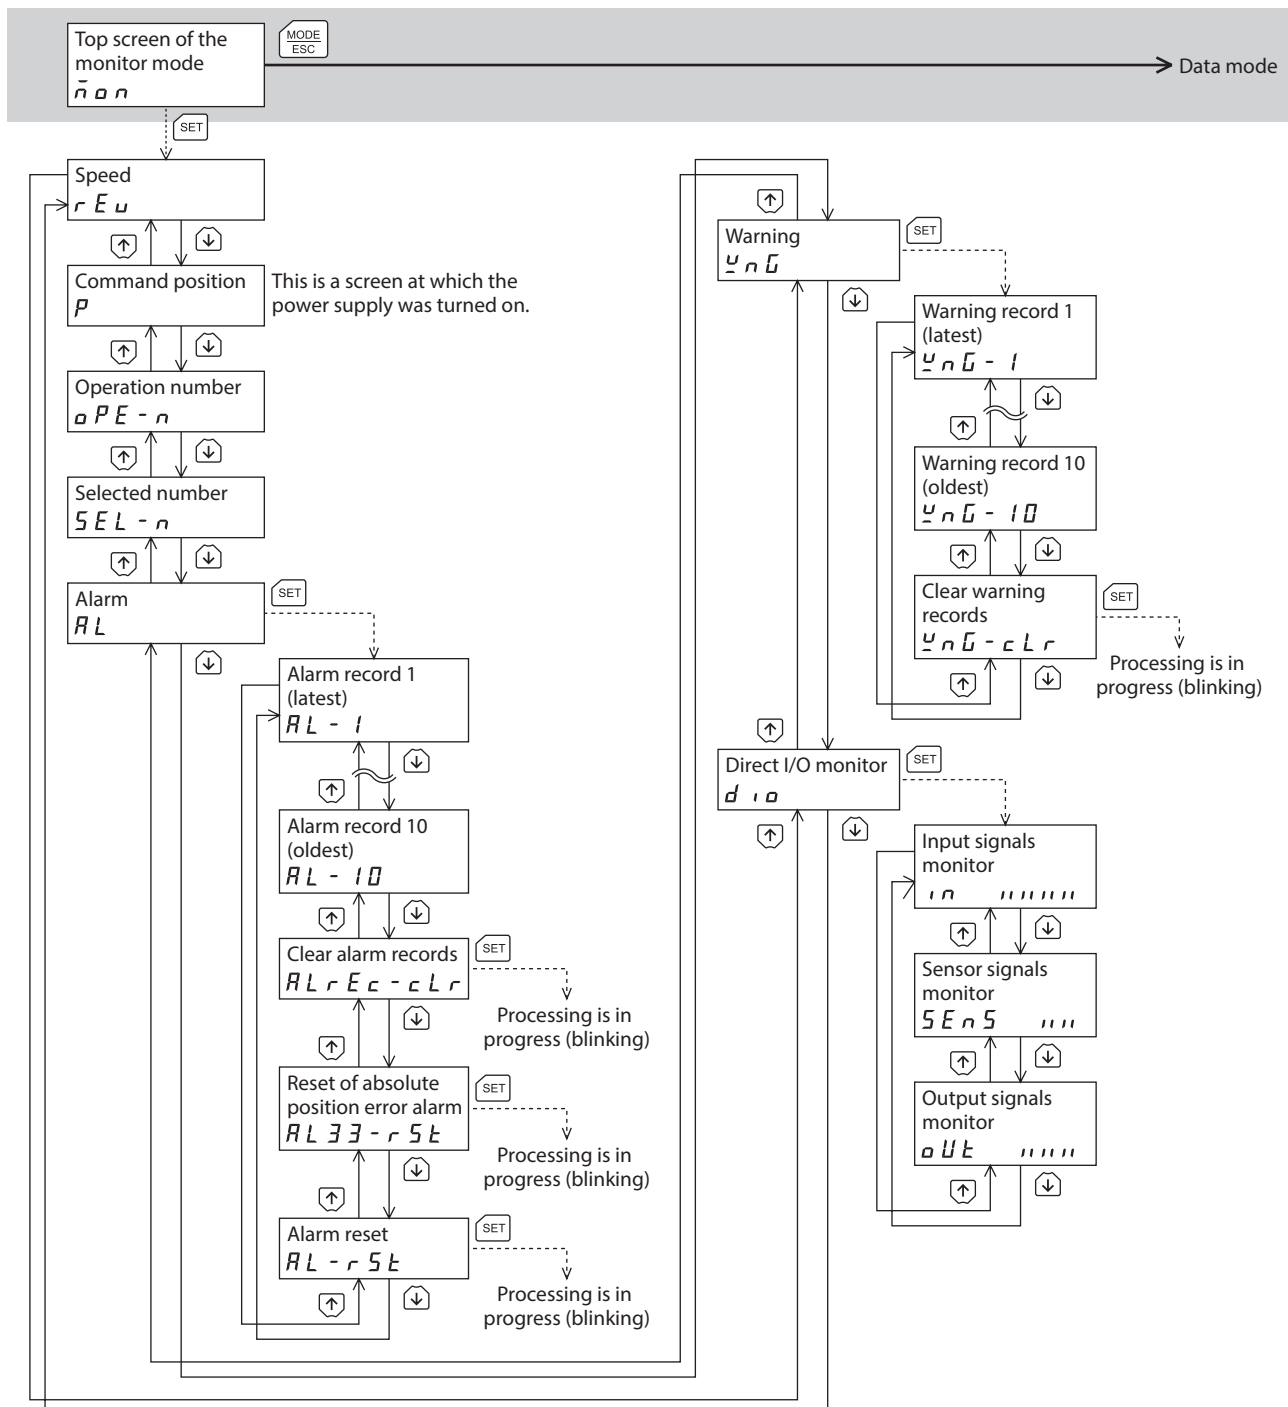 Top screen of the
monitor mode
n̄on
MODE
ESC
Data mode
SET
Speed
rEu
Command position
P
This is a screen at which the
power supply was turned on.
Operation number
oPE-n
Selected number
SEL-n
Alarm
AL
SET
Alarm record 1
(latest)
AL-1
Alarm record 10
(oldest)
AL-10
Clear alarm records
ALrEc-cLr
SET
Processing is in
progress (blinking)
Reset of absolute
position error alarm
AL33-rSt
SET
Processing is in
progress (blinking)
Alarm reset
AL-rSt
SET
Processing is in
progress (blinking)
Warning
WnG
SET
Warning record 1
(latest)
WnG-1
Warning record 10
(oldest)
WnG-10
Clear warning
records
WnG-cLr
SET
Processing is in
progress (blinking)
Direct I/O monitor
dio
SET
Input signals
monitor
in
Sensor signals
monitor
SEnS
Output signals
monitor
oUt